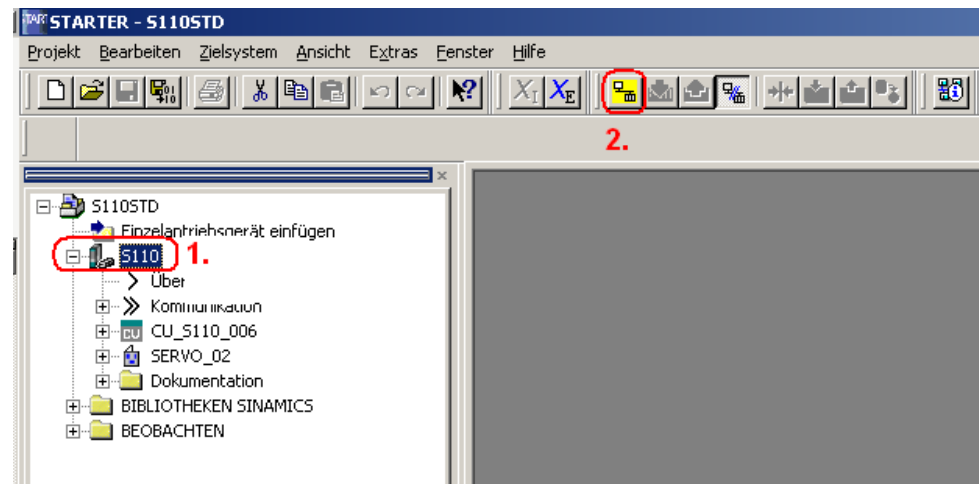 STARTER - S110STD
Projekt Bearbeiten Zielsystem Ansicht Extras Fenster Hilfe
2.
S110STD
Einzelantriebsgerät einfügen
S110 1.
Über
Kommunikation
CU_S110_006
SERVO_02
Dokumentation
BIBLIOTHEKEN SINAMICS
BEOBACHTEN